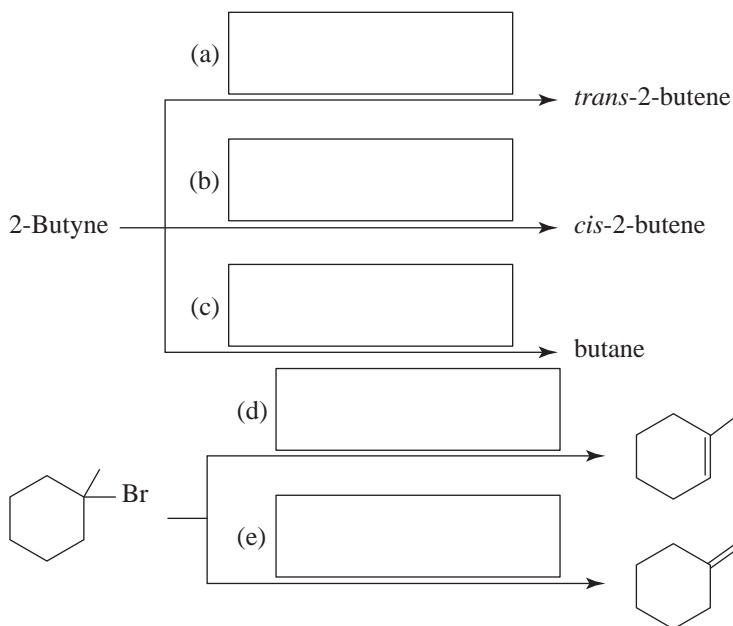 (a)
trans-2-butene
(b)
2-Butyne
cis-2-butene
(c)
butane
(d)
Br
(e)